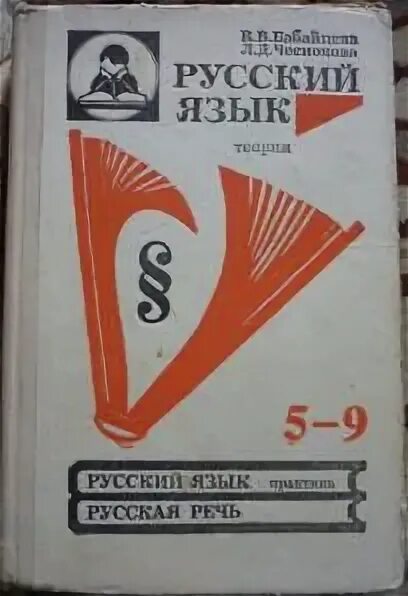 В.В.Бабайцева
Л.Д.Чеснокова
РУССКИЙ
ЯЗЫК
теория
§
5–9
РУССКИЙ ЯЗЫК практика
РУССКАЯ РЕЧЬ